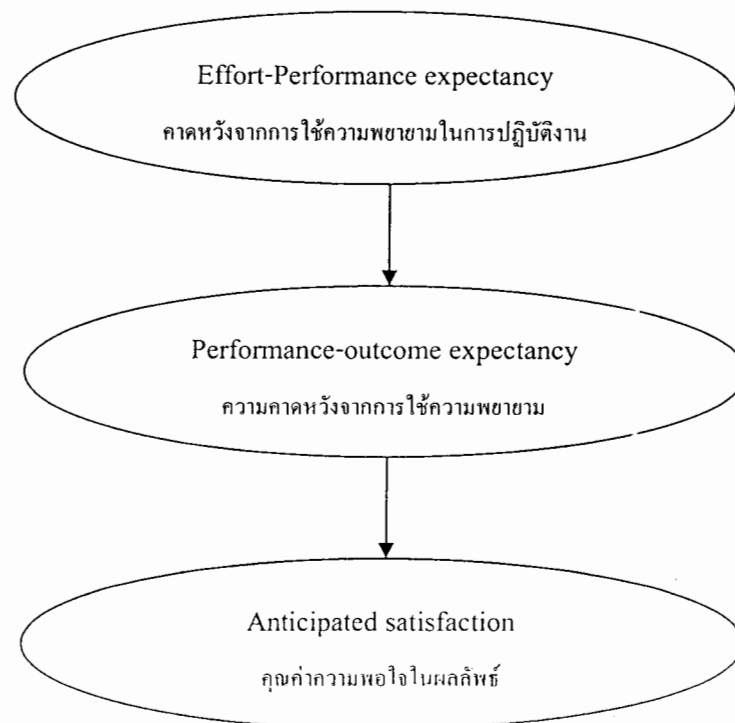 Effort-Performance expectancy
คาดหวังจากการใช้ความพยายามในการปฏิบัติงาน
Performance-outcome expectancy
ความคาดหวังจากการใช้ความพยายาม
Anticipated satisfaction
คุณค่าความพอใจในผลลัพธ์